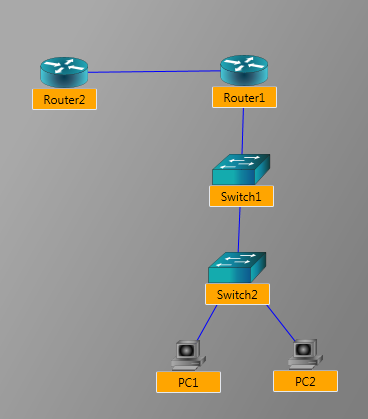 Router2
Router1
Switch1
Switch2
PC1
PC2